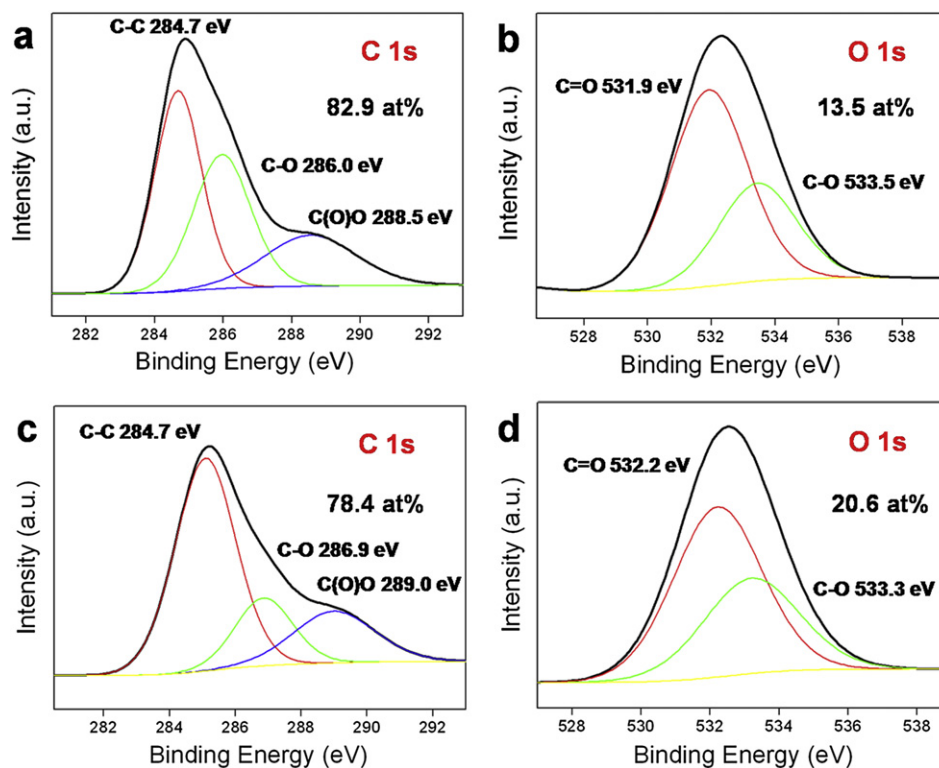 a
C-C 284.7 eV
C 1s
82.9 at%
C-O 286.0 eV
C(O)O 288.5 eV
Intensity (a.u.)
282 284 286 288 290 292
Binding Energy (eV)
b
O 1s
C=O 531.9 eV
13.5 at%
C-O 533.5 eV
Intensity (a.u.)
528 530 532 534 536 538
Binding Energy (eV)
c
C-C 284.7 eV
C 1s
78.4 at%
C-O 286.9 eV
C(O)O 289.0 eV
Intensity (a.u.)
282 284 286 288 290 292
Binding Energy (eV)
d
O 1s
C=O 532.2 eV
20.6 at%
C-O 533.3 eV
Intensity (a.u.)
528 530 532 534 536 538
Binding Energy (eV)